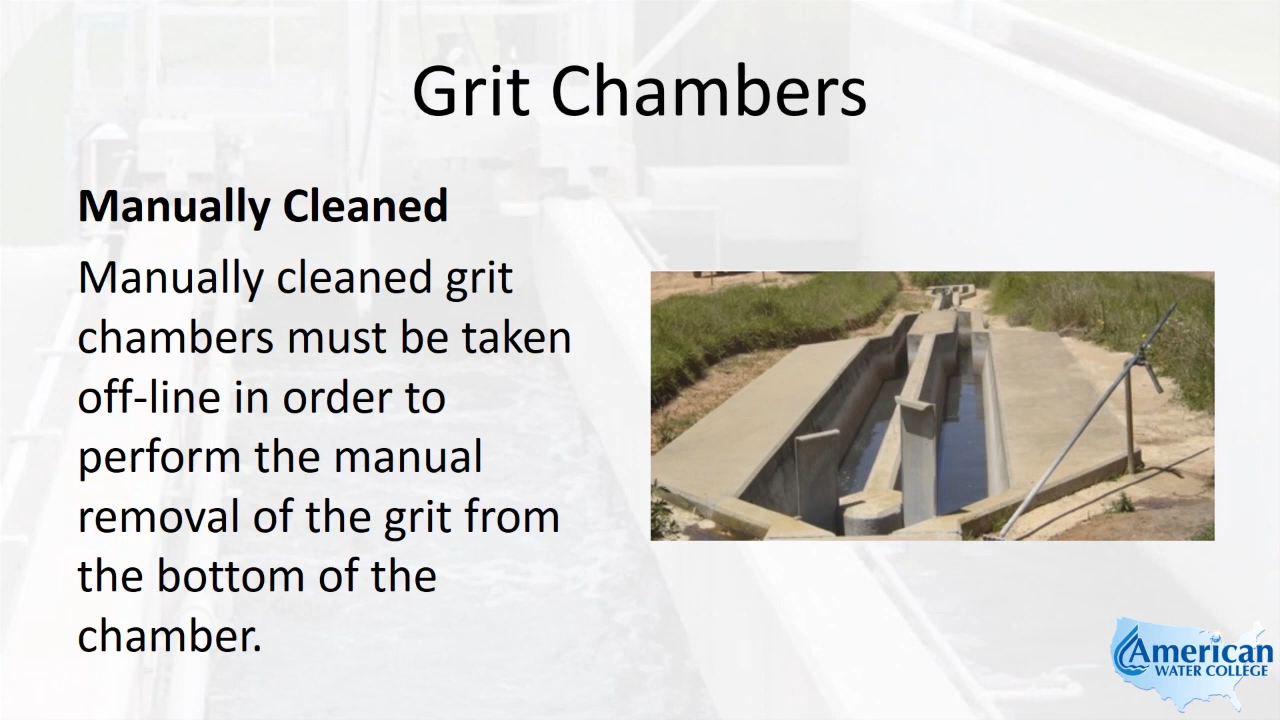 Grit Chambers
Manually Cleaned
Manually cleaned grit
chambers must be taken
off-line in order to
perform the manual
removal of the grit from
the bottom of the
chamber.
American
WATER COLLEGE